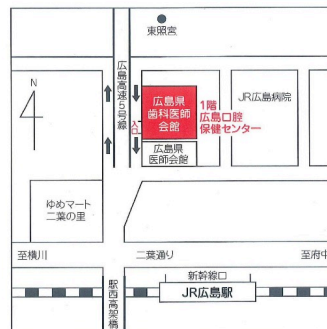 東照宮
N
広島高速5号線
広島県
歯科医師
会館
入口
1階
広島口腔
保健センター
JR広島病院
広島県
医師会館
ゆめマート
二葉の里
至横川
二葉通り
至府中
駅西高架橋
新幹線口
JR広島駅